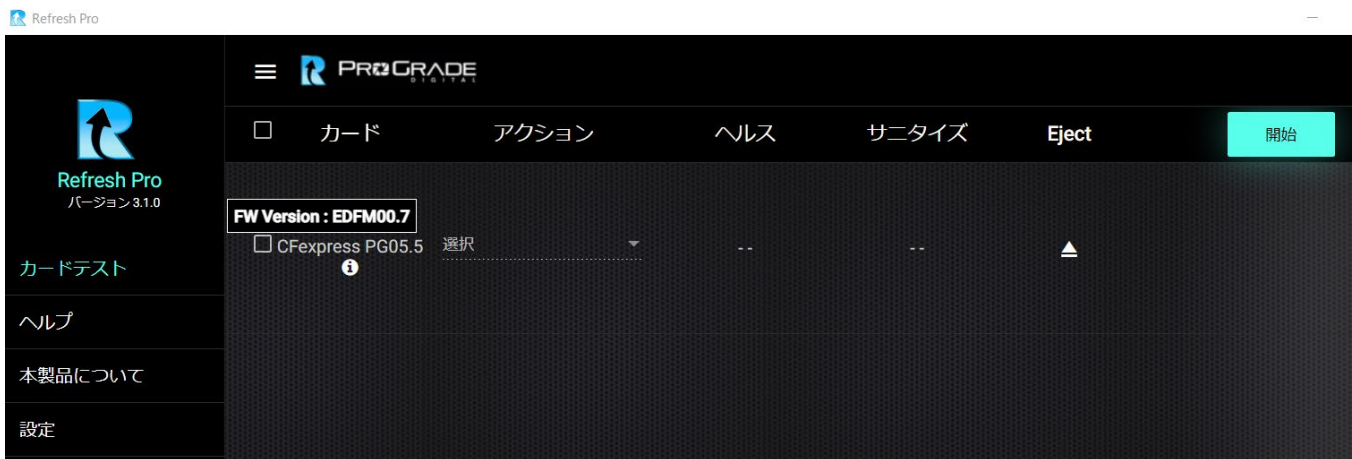 Refresh Pro
PROGRADE
DIGITAL
カード アクション ヘルス サニタイズ Eject 開始
Refresh Pro
バージョン 3.1.0
FW Version : EDFM00.7
CFexpress PG05.5 選択 -- --
カードテスト
ヘルプ
本製品について
設定